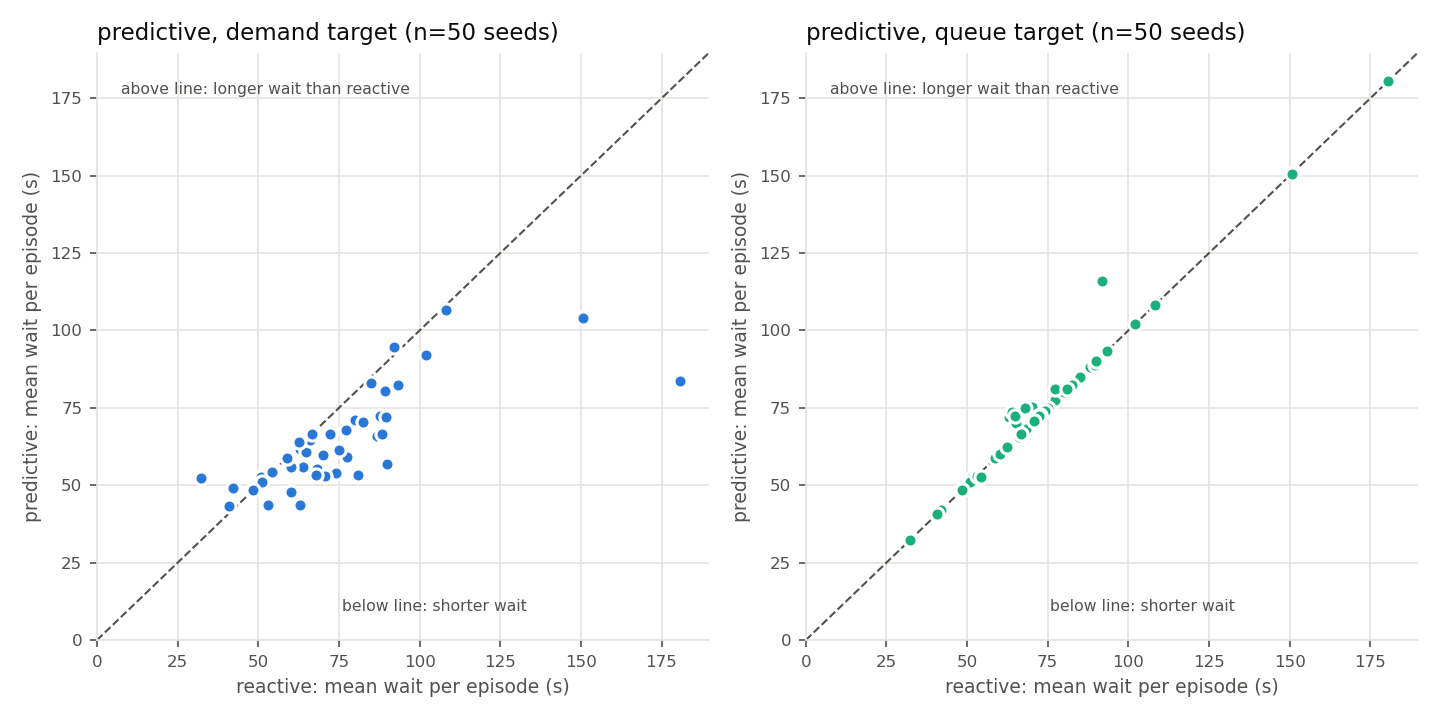 predictive, demand target (n=50 seeds)
above line: longer wait than reactive
predictive: mean wait per episode (s)
175
150
125
100
75
50
25
0
below line: shorter wait
0 25 50 75 100 125 150 175
reactive: mean wait per episode (s)
predictive, queue target (n=50 seeds)
above line: longer wait than reactive
predictive: mean wait per episode (s)
175
150
125
100
75
50
25
0
below line: shorter wait
0 25 50 75 100 125 150 175
reactive: mean wait per episode (s)